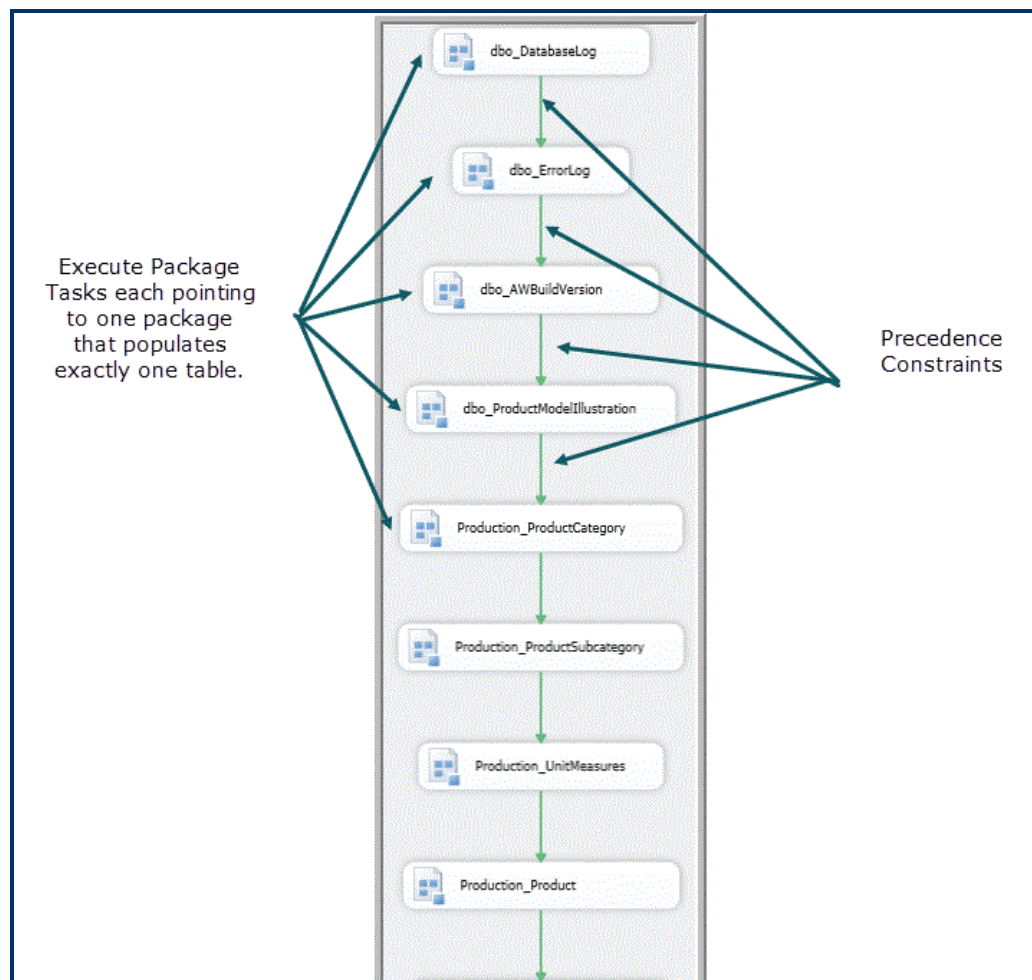 dbo_DatabaseLog
dbo_ErrorLog
Execute Package
Tasks each pointing
to one package
that populates
exactly one table.
dbo_AWBuildVersion
Precedence
Constraints
dbo_ProductModelIllustration
Production_ProductCategory
Production_ProductSubcategory
Production_UnitMeasures
Production_Product